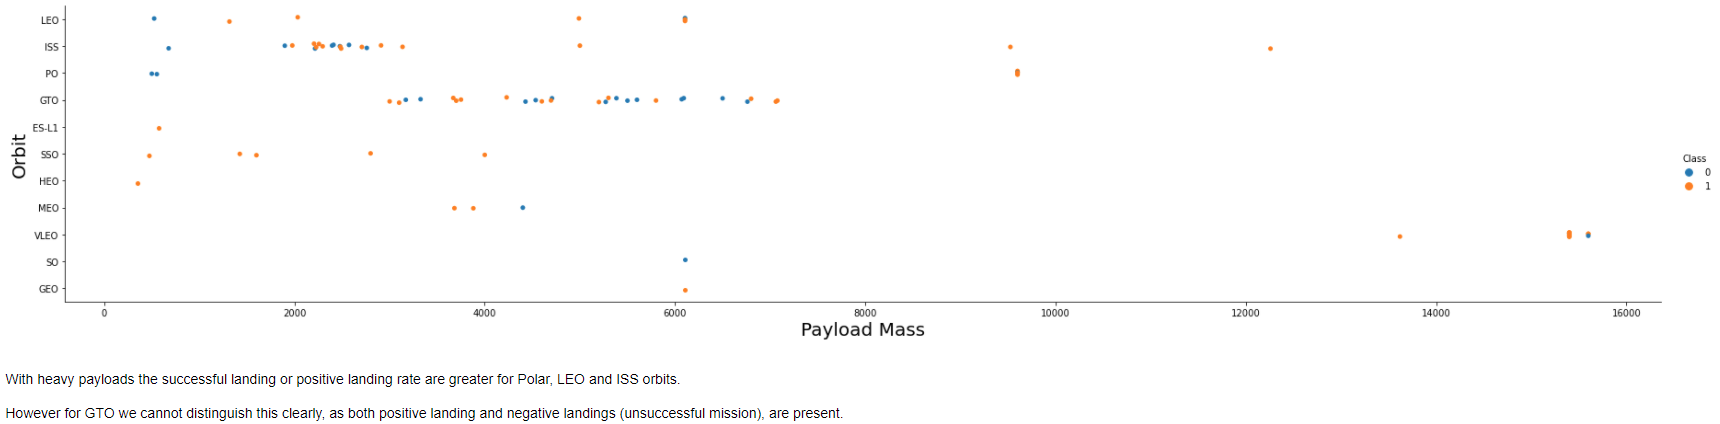 LEO
ISS
PO
GTO
ES-L1
SSO
HEO
MEO
VLEO
SO
GEO
Orbit
0 2000 4000 6000 8000 10000 12000 14000 16000
Payload Mass
Class
0
1
With heavy payloads the successful landing or positive landing rate are greater for Polar, LEO and ISS orbits.
However for GTO we cannot distinguish this clearly, as both positive landing and negative landings (unsuccessful mission), are present.